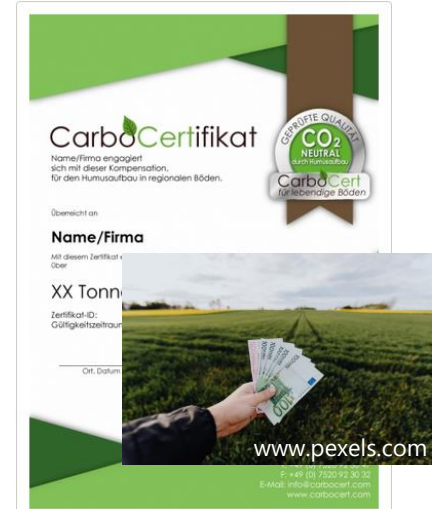 CarboCertifikat
Name/Firma engagiert
sich mit dieser Kompensation,
für den Humusaufbau in regionalen Böden.
GEPRÜFTE QUALITÄT
CO2
NEUTRAL
durch Humusaufbau
CarboCert
für lebendige Böden
Überreicht an
Name/Firma
Mit diesem Zertifikat
über
XX Tonn
Zertifikat-ID:
Gültigkeitszeitraum
Ort, Datum
100
www.pexels.com
F: +49 (0) 7520 92 30 32
E-Mail: info@carbocert.com
www.carbocert.com